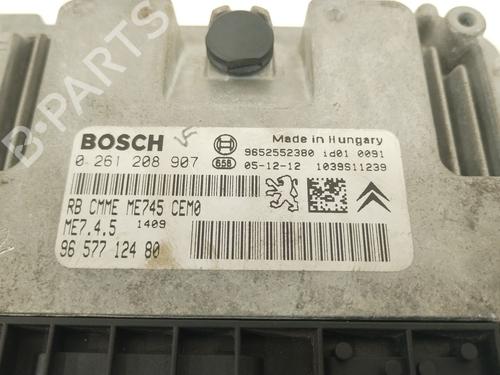 B-PARTS
BOSCH
0 261 208 907
658
Made in Hungary
9652552380 1d01 0091
05-12-12 1039S11239
RB CMME ME745 CEM0
ME7.4.5 1409
96 577 124 80